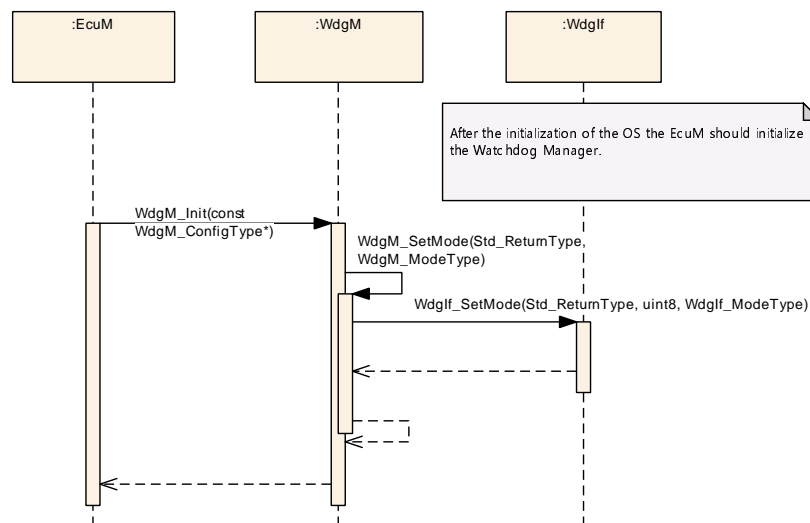 :EcuM
:WdgM
:WdgIf
After the initialization of the OS the EcuM should initialize
the Watchdog Manager.
WdgM_Init(const
WdgM_ConfigType*)
WdgM_SetMode(Std_ReturnType,
WdgM_ModeType)
WdgIf_SetMode(Std_ReturnType, uint8, WdgIf_ModeType)